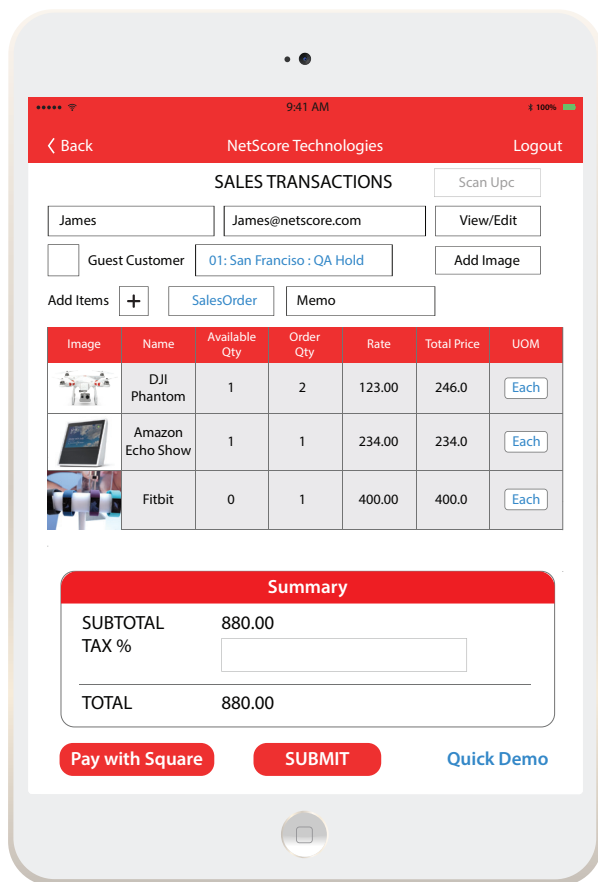 9:41 AM 100%
Back NetScore Technologies Logout
SALES TRANSACTIONS Scan Upc
James James@netscore.com View/Edit
Guest Customer 01: San Franciso : QA Hold Add Image
Add Items + SalesOrder Memo
Image Name Available Qty Order Qty Rate Total Price UOM
DJI Phantom 1 2 123.00 246.0 Each
Amazon Echo Show 1 1 234.00 234.0 Each
Fitbit 0 1 400.00 400.0 Each
Summary
SUBTOTAL 880.00
TAX %
TOTAL 880.00
Pay with Square SUBMIT Quick Demo